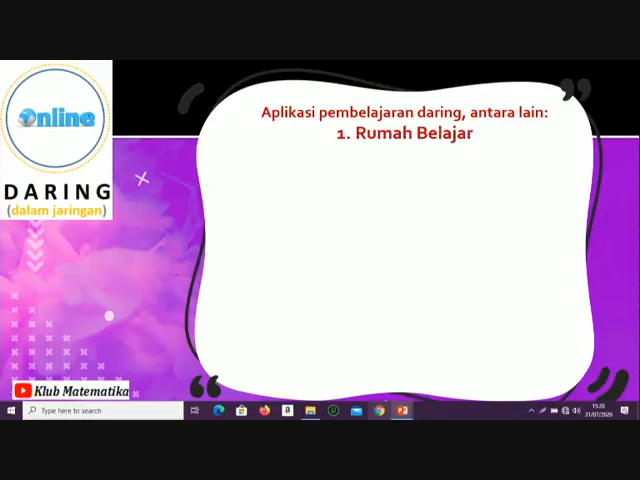 Online
DARING
(dalam jaringan)
Aplikasi pembelajaran daring, antara lain:
1. Rumah Belajar
Klub Matematika
Type here to search
15:20
31/07/2020